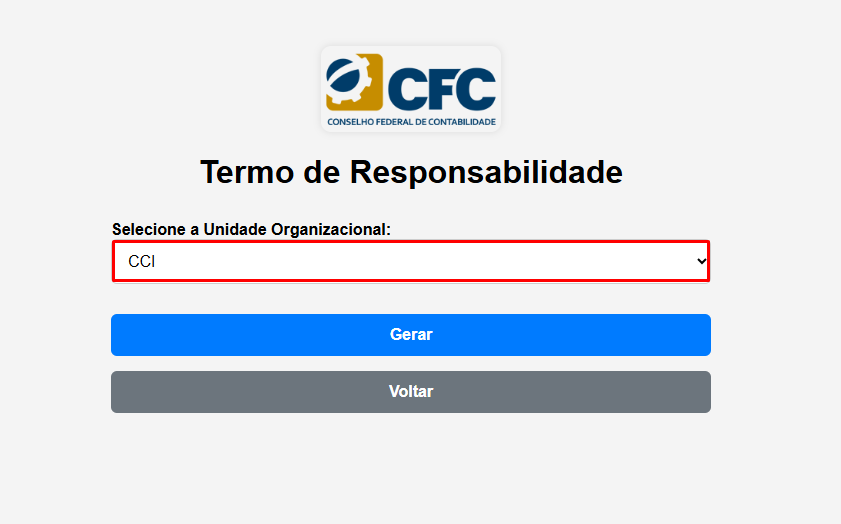 CFC
CONSELHO FEDERAL DE CONTABILIDADE
Termo de Responsabilidade
Selecione a Unidade Organizacional:
CCI
Gerar
Voltar